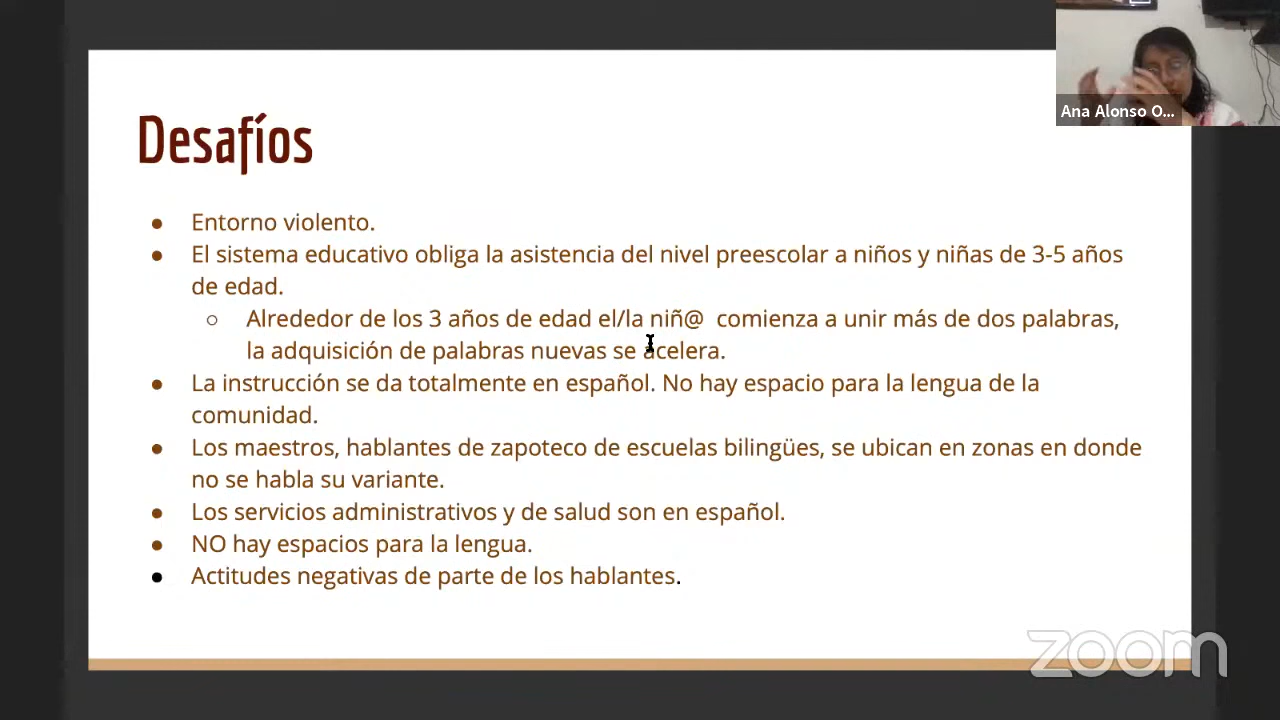 Ana Alonso O...
Desafíos
● Entorno violento.
● El sistema educativo obliga la asistencia del nivel preescolar a niños y niñas de 3-5 años
de edad.
○ Alrededor de los 3 años de edad el/la niñ@ comienza a unir más de dos palabras,
la adquisición de palabras nuevas se acelera.
● La instrucción se da totalmente en español. No hay espacio para la lengua de la
comunidad.
● Los maestros, hablantes de zapoteco de escuelas bilingües, se ubican en zonas en donde
no se habla su variante.
● Los servicios administrativos y de salud son en español.
● NO hay espacios para la lengua.
● Actitudes negativas de parte de los hablantes.
zoom